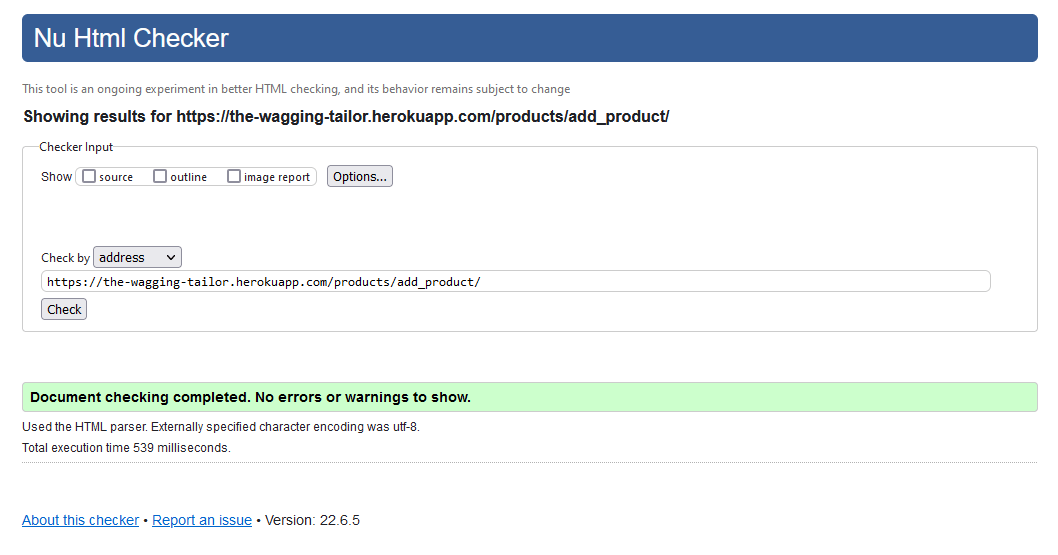 Nu Html Checker
This tool is an ongoing experiment in better HTML checking, and its behavior remains subject to change
Showing results for https://the-wagging-tailor.herokuapp.com/products/add_product/
Checker Input
Show source outline image report Options...
Check by address
https://the-wagging-tailor.herokuapp.com/products/add_product/
Check
Document checking completed. No errors or warnings to show.
Used the HTML parser. Externally specified character encoding was utf-8.
Total execution time 539 milliseconds.
About this checker • Report an issue • Version: 22.6.5